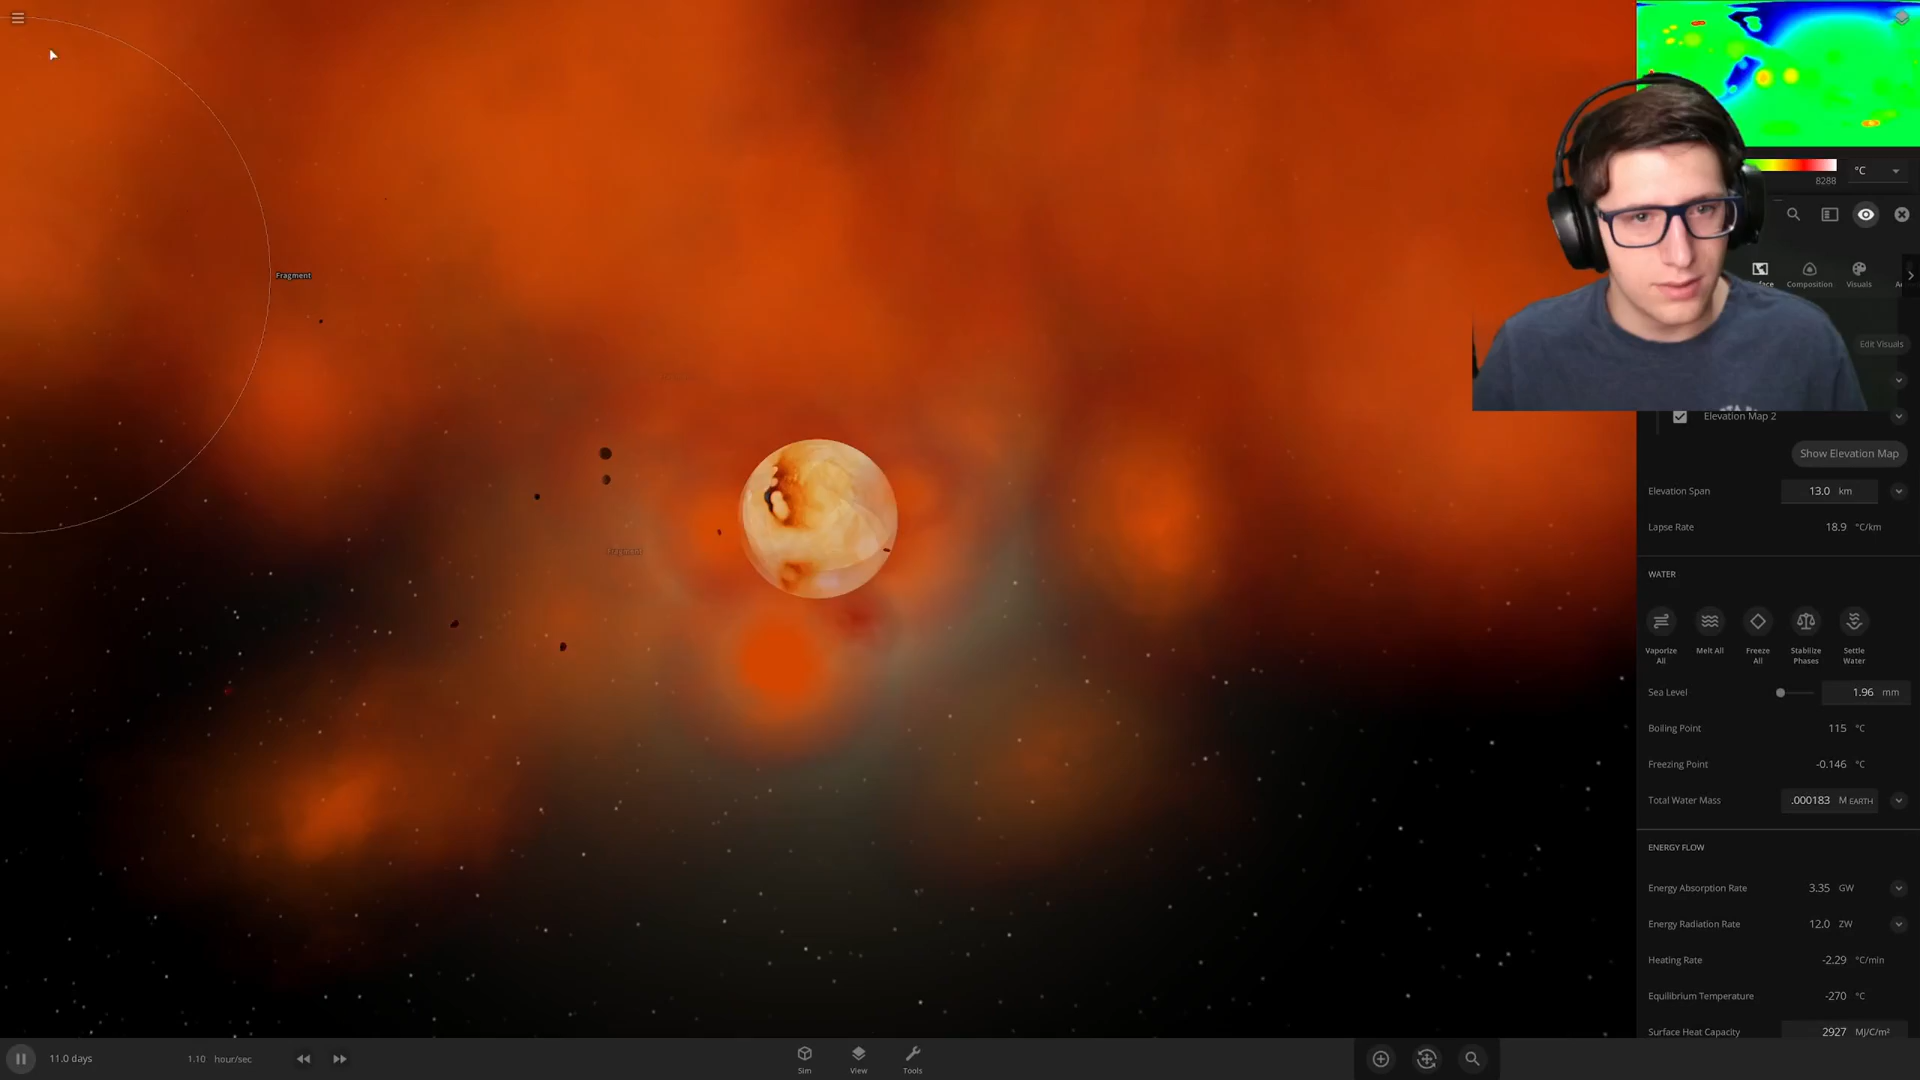 8288
°C
Composition
Visuals
Edit Visuals
Fragment
Elevation Map 2
Show Elevation Map
Elevation Span 13.0 km
Lapse Rate 18.9 °C/km
Fragment
WATER
Vaporize All
Melt All
Freeze All
Stabilize Phases
Settle Water
Sea Level 1.96 mm
Boiling Point 115 °C
Freezing Point -0.146 °C
Total Water Mass .000183 M EARTH
ENERGY FLOW
Energy Absorption Rate 3.35 GW
Energy Radiation Rate 12.0 ZW
Heating Rate -2.29 °C/min
Equilibrium Temperature -270 °C
Surface Heat Capacity 2927 MJ/C/m²
11.0 days
1.10 hour/sec
Sim
View
Tools